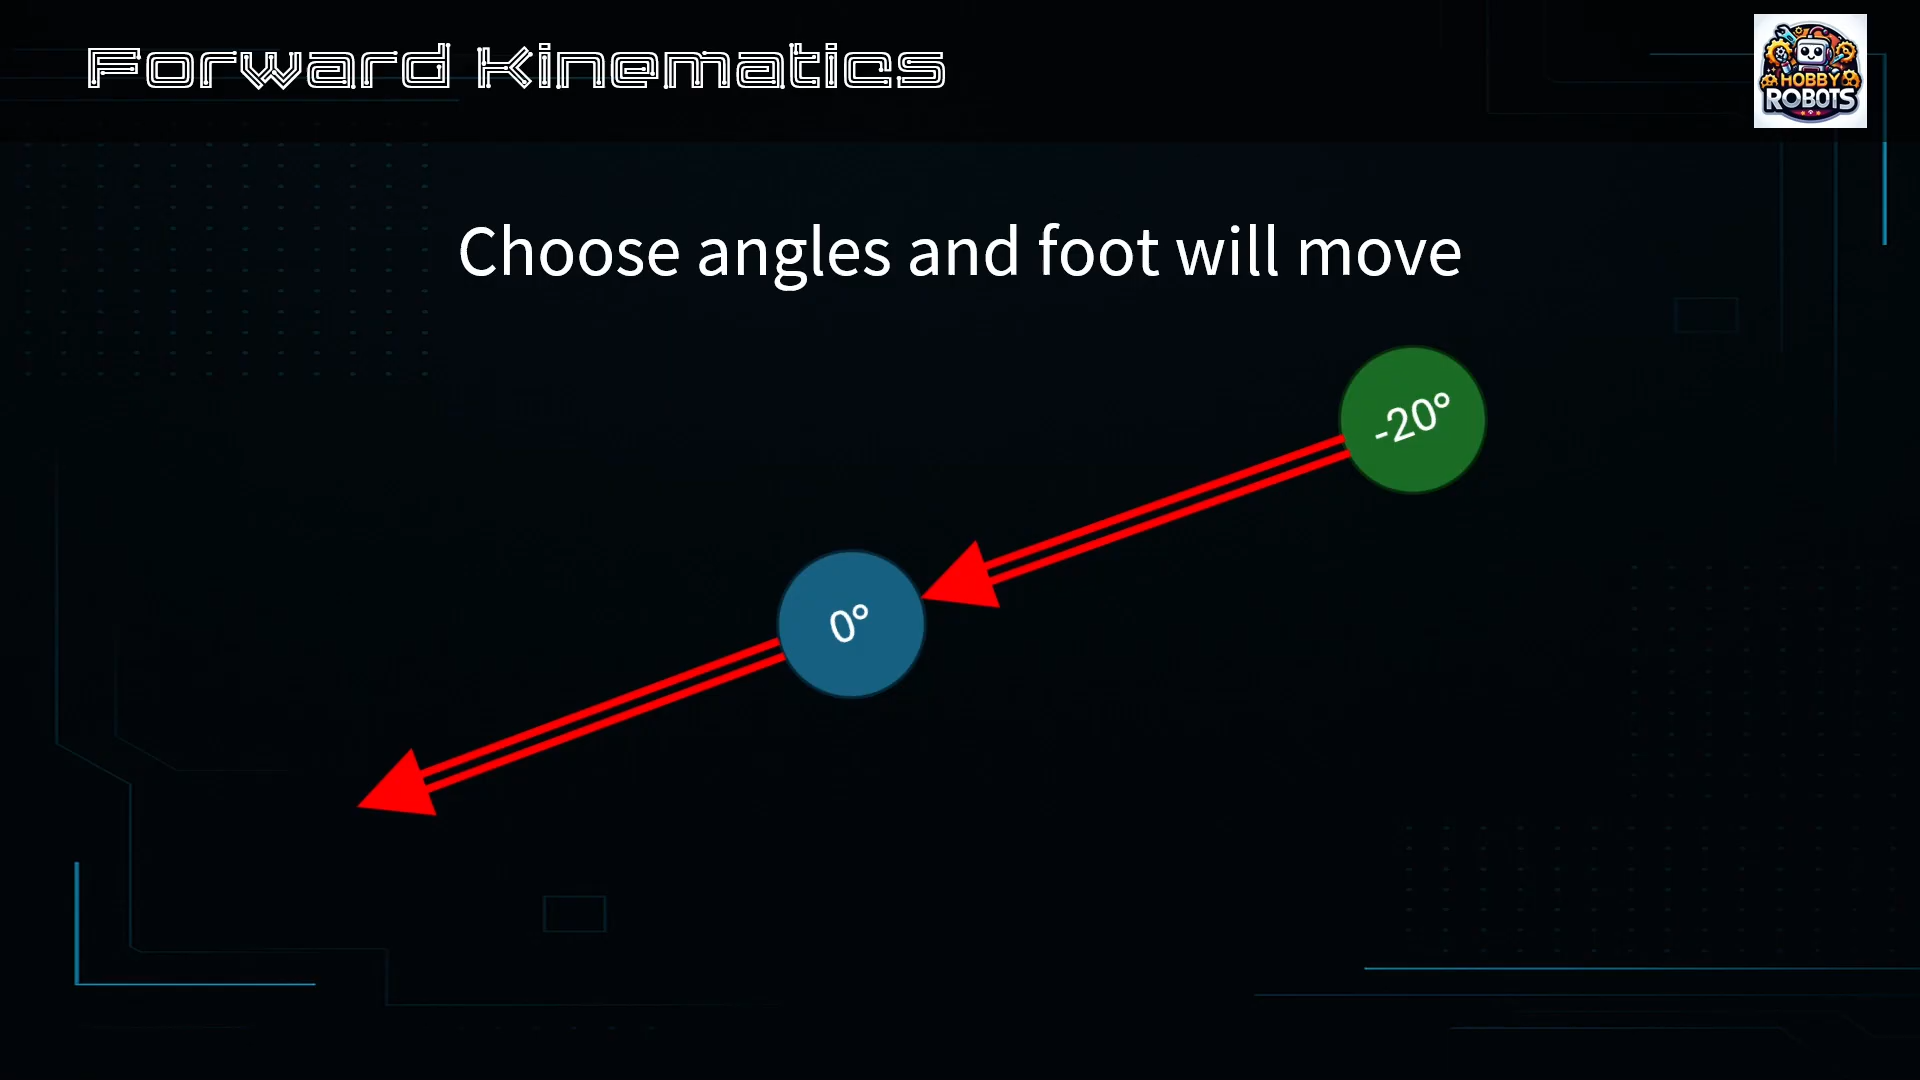 Forward Kinematics
HOBBY
ROBOTS
Choose angles and foot will move
-20°
0°